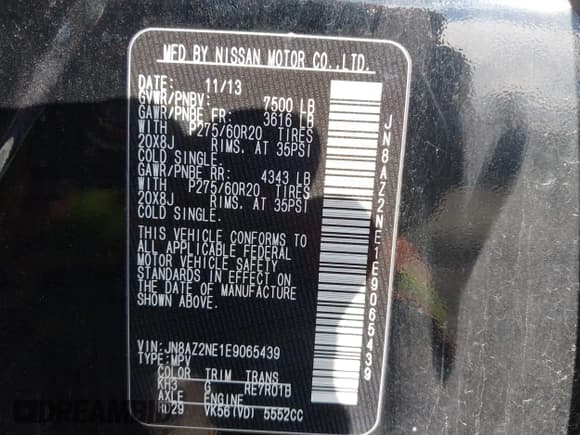 MFD BY NISSAN MOTOR CO.,LTD.
DATE: 11/13
GVWR/PNBV: 7500 LB
GAWR/PNBE FR: 3616 LB
WITH P275/60R20 TIRES
20X8J RIMS. AT 35PSI
COLD SINGLE.
GAWR/PNBE RR: 4343 LB
WITH P275/60R20 TIRES
20X8J RIMS. AT 35PSI
COLD SINGLE.
THIS VEHICLE CONFORMS TO
ALL APPLICABLE FEDERAL
MOTOR VEHICLE SAFETY
STANDARDS IN EFFECT ON
THE DATE OF MANUFACTURE
SHOWN ABOVE.
VIN:JN8AZ2NE1E9065439
TYPE:MPV
COLOR TRIM TRANS
KH3 G RE7R01B
AXLE ENGINE
D29 VK56(VD) 5552CC
JN8AZ2NE1E9065439
DREAMBID